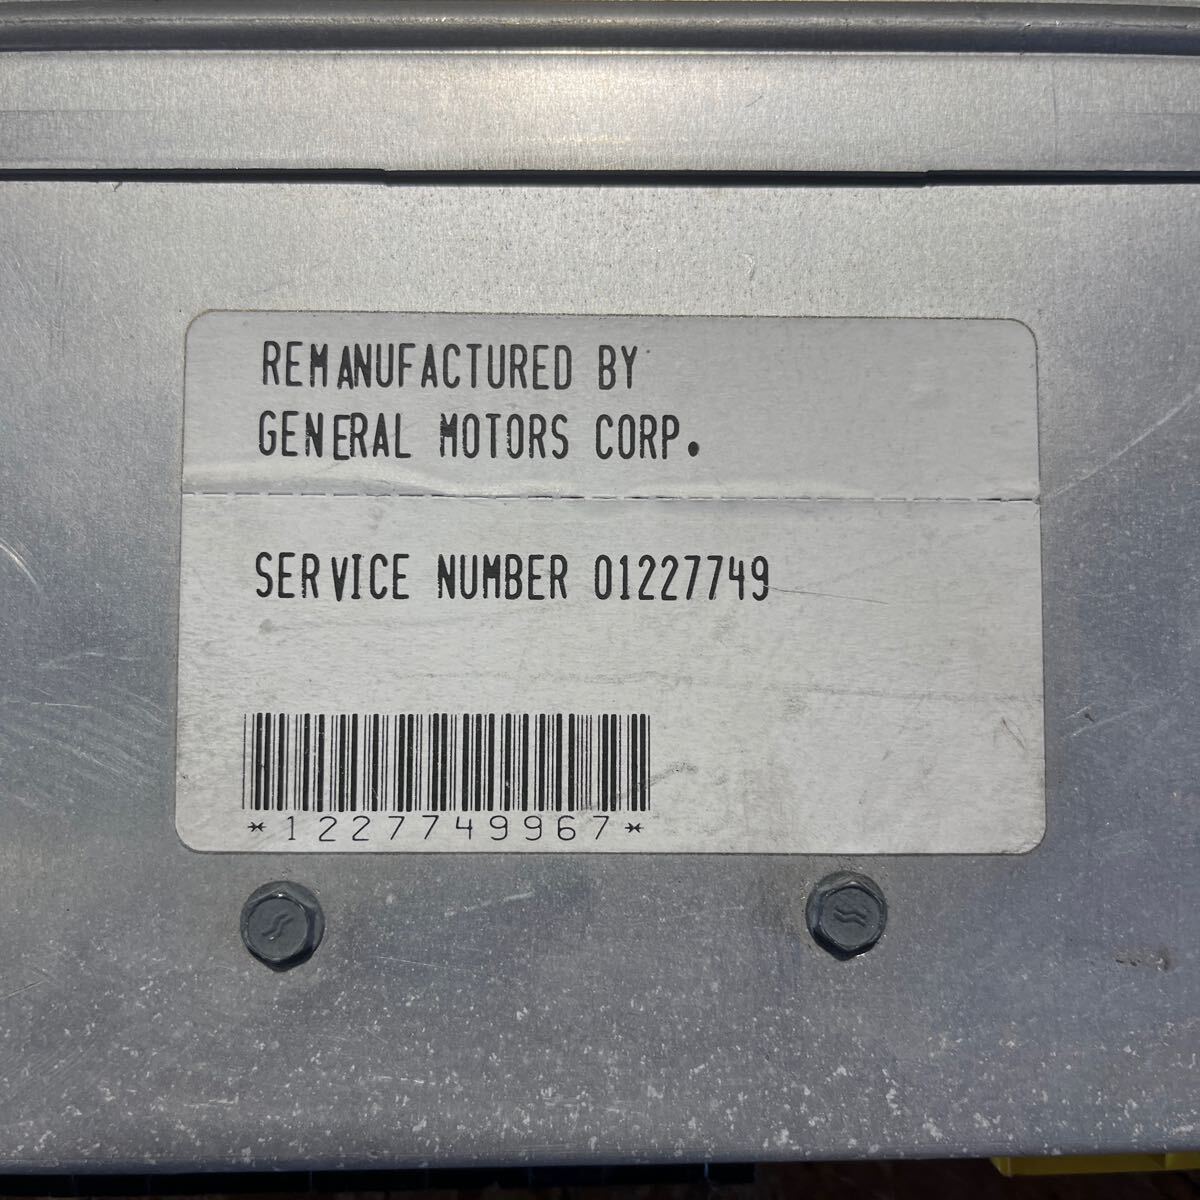 REMANUFACTURED BY
GENERAL MOTORS CORP.
SERVICE NUMBER 01227749
*1227749967*